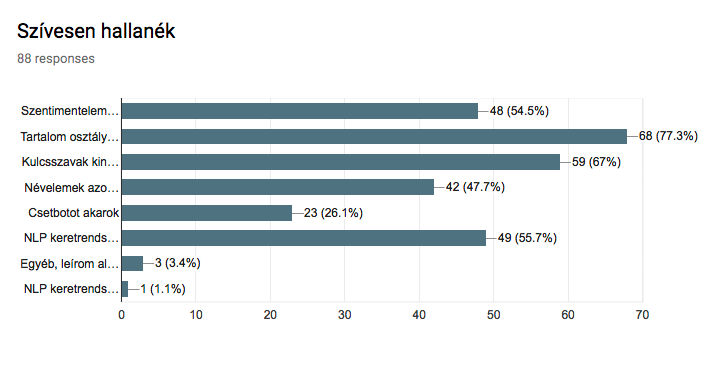 Szívesen hallanék
88 responses
Szentimentelem… 48 (54.5%)
Tartalom osztály… 68 (77.3%)
Kulcsszavak kin… 59 (67%)
Névelemek azo… 42 (47.7%)
Csetbotot akarok 23 (26.1%)
NLP keretrends… 49 (55.7%)
Egyéb, leírom al… 3 (3.4%)
NLP keretrends… 1 (1.1%)
0 10 20 30 40 50 60 70